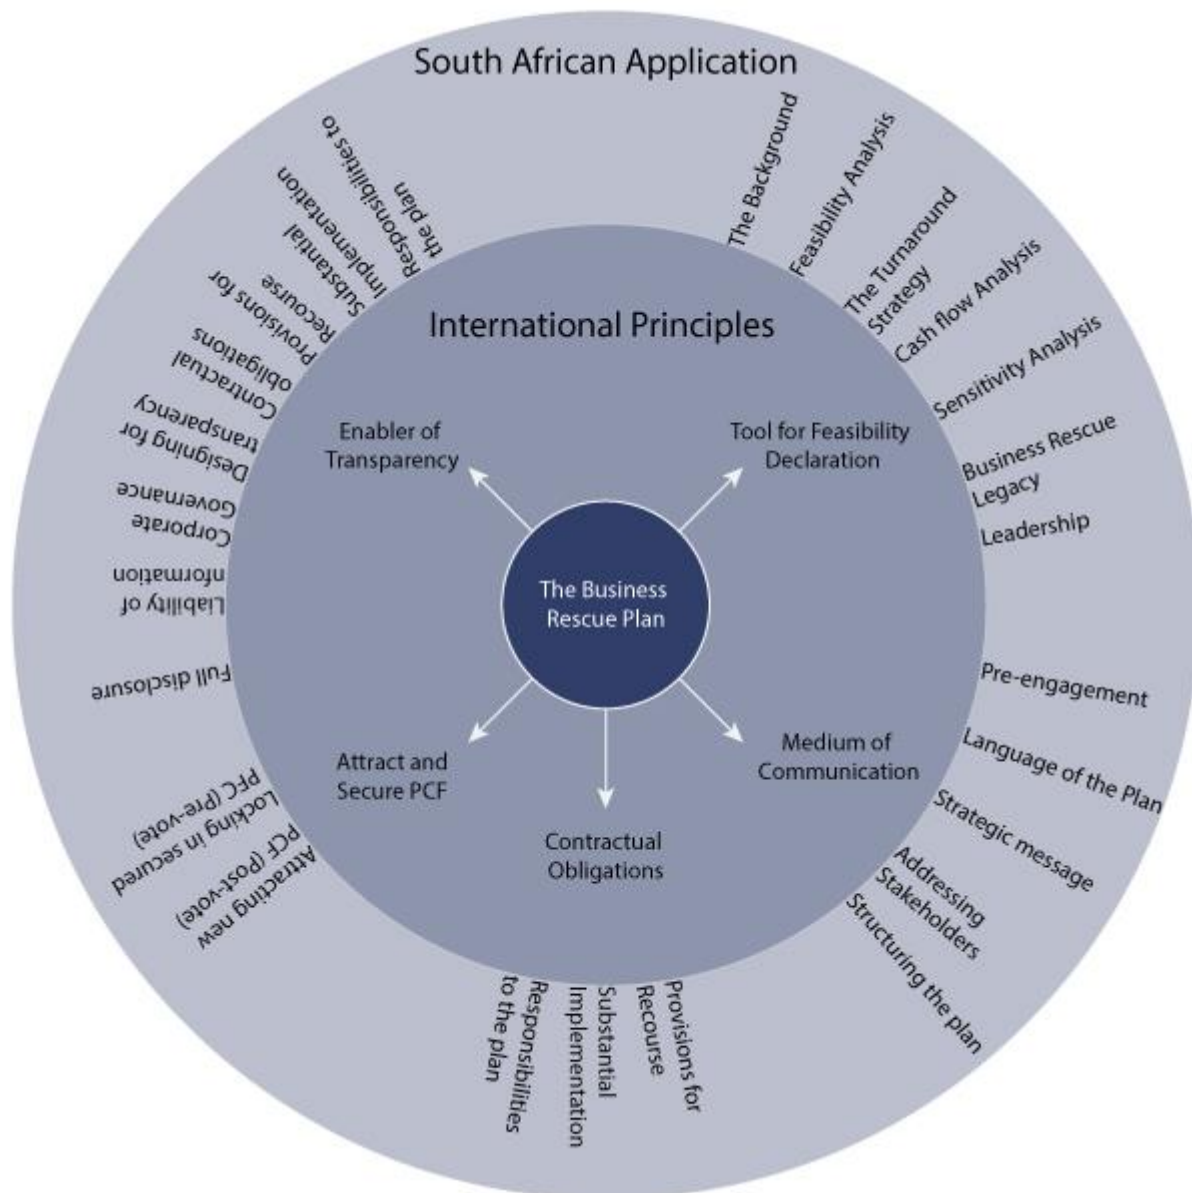 South African Application
The Background
Feasibility Analysis
The Turnaround
Strategy
Cash flow Analysis
Sensitivity Analysis
Business Rescue
Legacy
Leadership
Pre-engagement
Language of the Plan
Strategic message
Addressing
Stakeholders
Structuring the plan
Provisions for
Recourse
Substantial
Implementation
Responsibilities
to the plan
Attracting new
PCF (Post-vote)
Locking in secured
PFC (Pre-vote)
Full disclosure
Liability of
nformation
Corporate
Governance
Designing for
transparency
Contractual
obligations
Provisions for
Recourse
Substantial
Implementation
Responsibilities to
the plan
International Principles
Enabler of
Transparency
Tool for Feasibility
Declaration
The Business
Rescue Plan
Attract and
Secure PCF
Medium of
Communication
Contractual
Obligations